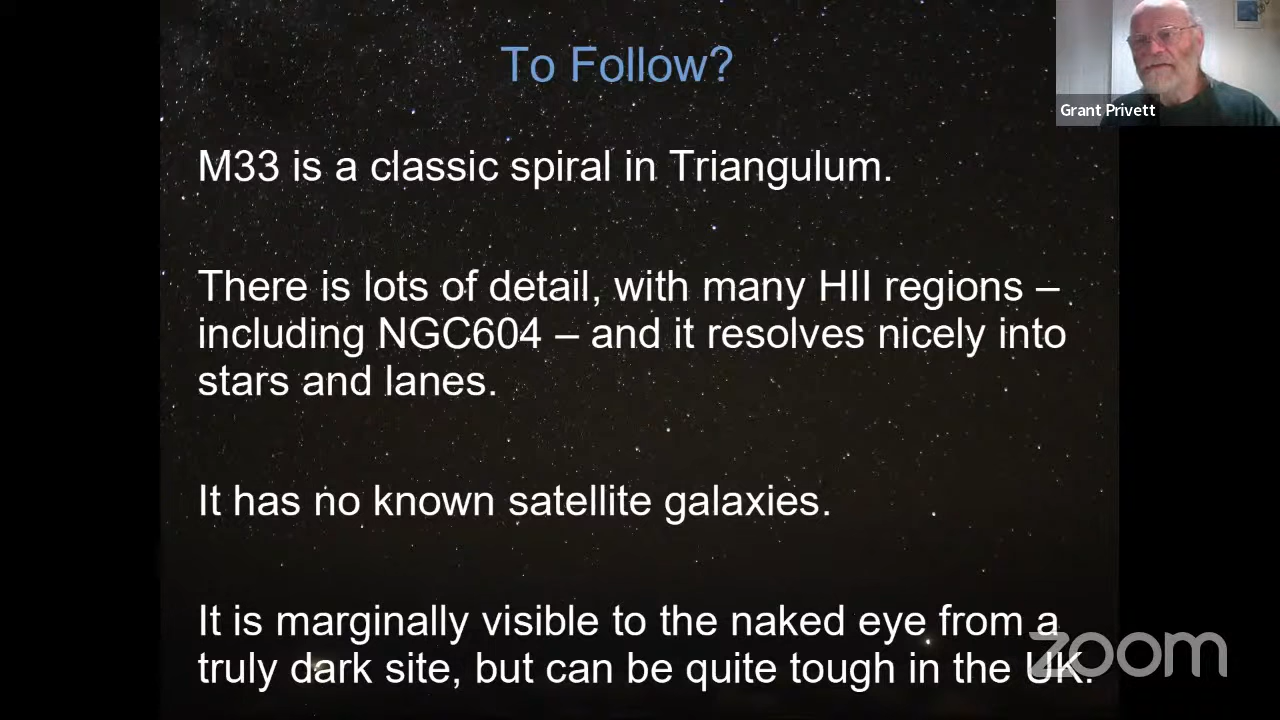 To Follow?
Grant Privett
M33 is a classic spiral in Triangulum.
There is lots of detail, with many HII regions –
including NGC604 – and it resolves nicely into
stars and lanes.
It has no known satellite galaxies.
It is marginally visible to the naked eye from a
truly dark site, but can be quite tough in the UK.
zoom